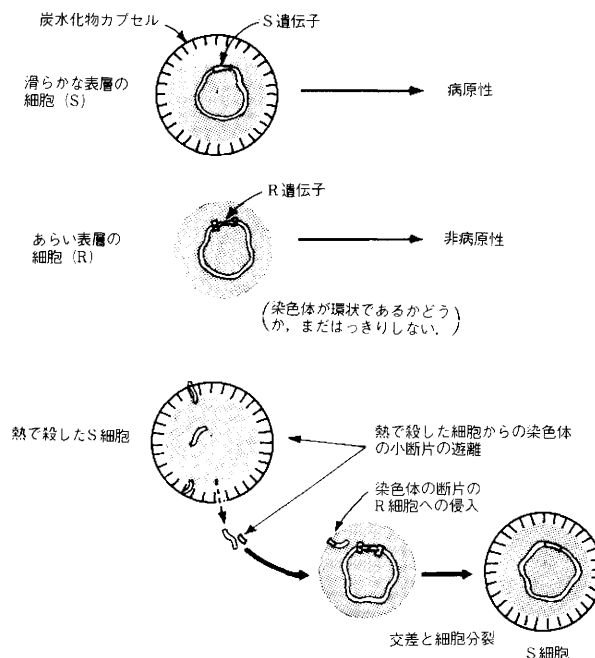 炭水化物カプセル
S遺伝子
滑らかな表層の
細胞(S)
病原性
R遺伝子
あらい表層の
細胞(R)
非病原性
(染色体が環状であるかどう
か,まだはっきりしない.)
熱で殺したS細胞
熱で殺した細胞からの染色体
の小断片の遊離
染色体の断片の
R細胞への侵入
交差と細胞分裂
S細胞